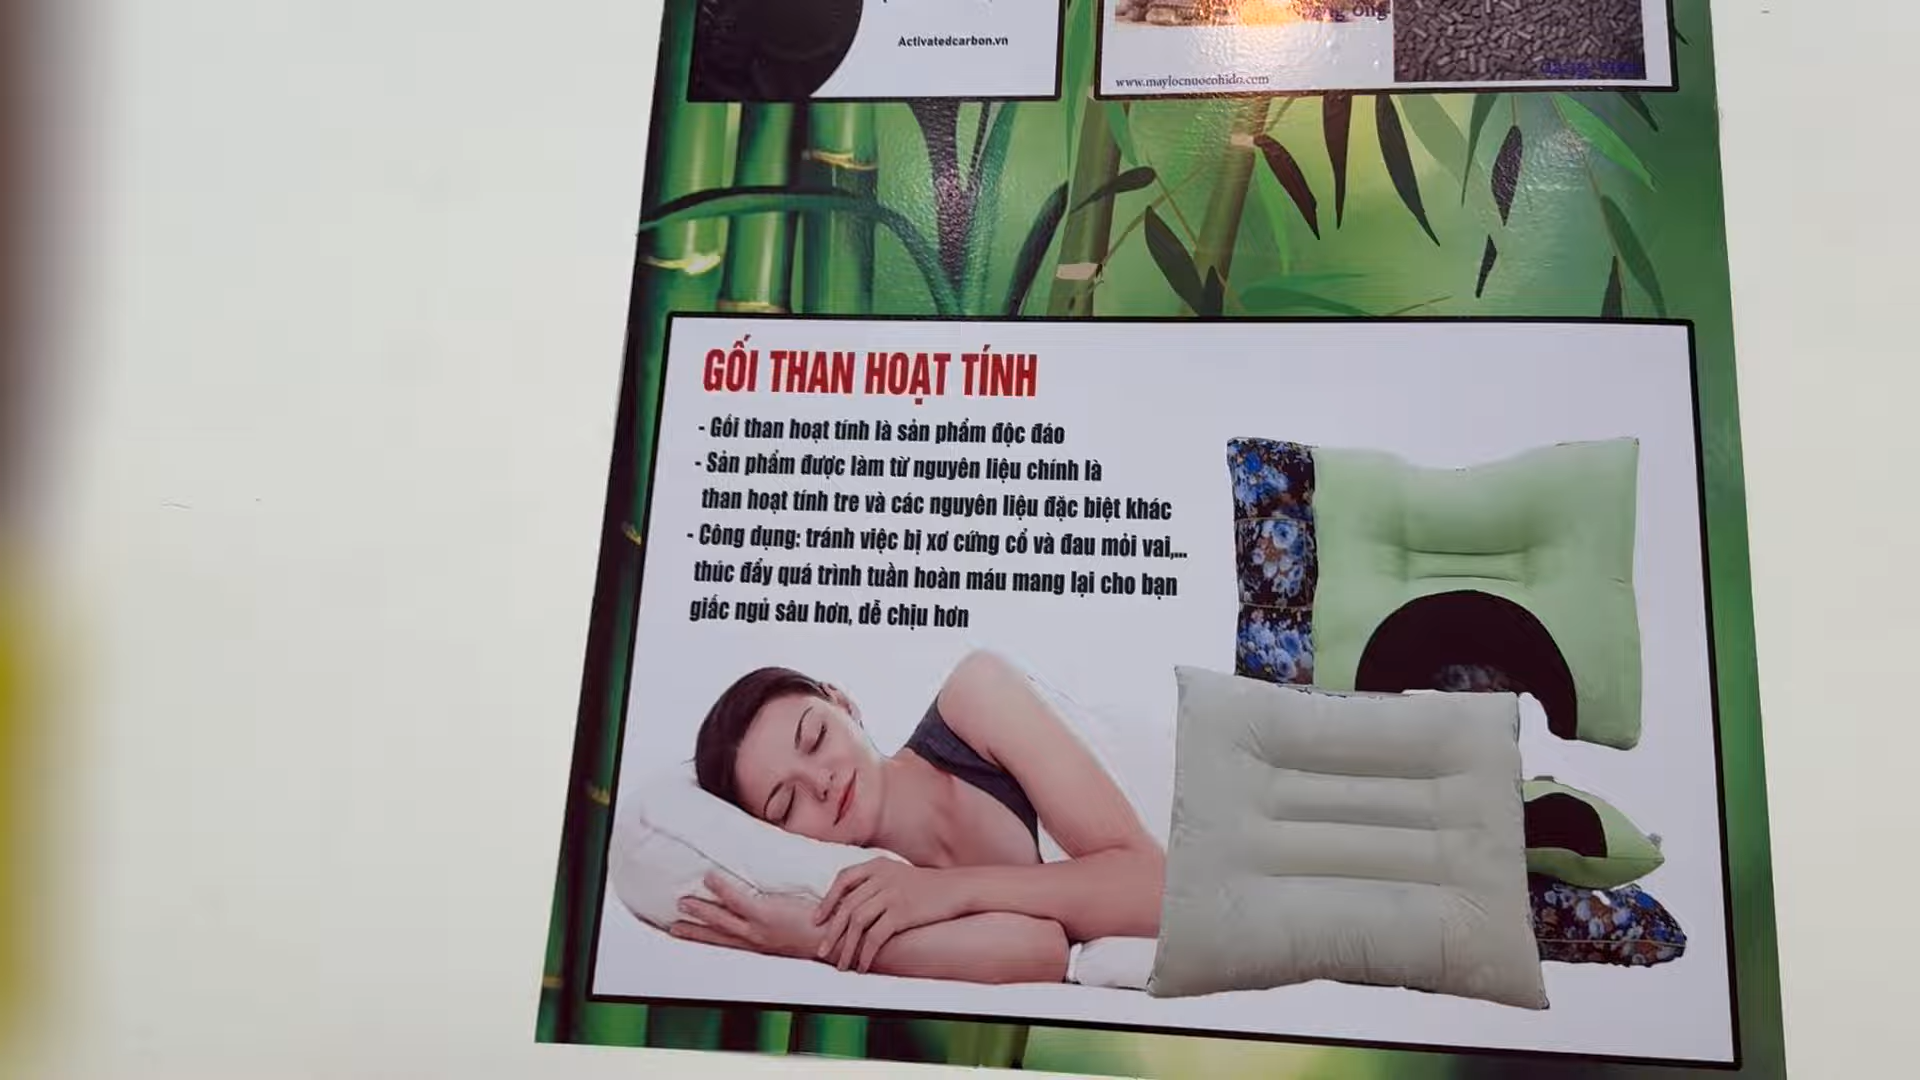 Activatedcarbon.vn
ống
www.maylocnuocohido.com
GỐI THAN HOẠT TÍNH
- Gối than hoạt tính là sản phẩm độc đáo
- Sản phẩm được làm từ nguyên liệu chính là
than hoạt tính tre và các nguyên liệu đặc biệt khác
- Công dụng: tránh việc bị xơ cứng cổ và đau mỏi vai,...
thúc đẩy quá trình tuần hoàn máu mang lại cho bạn
giấc ngủ sâu hơn, dễ chịu hơn